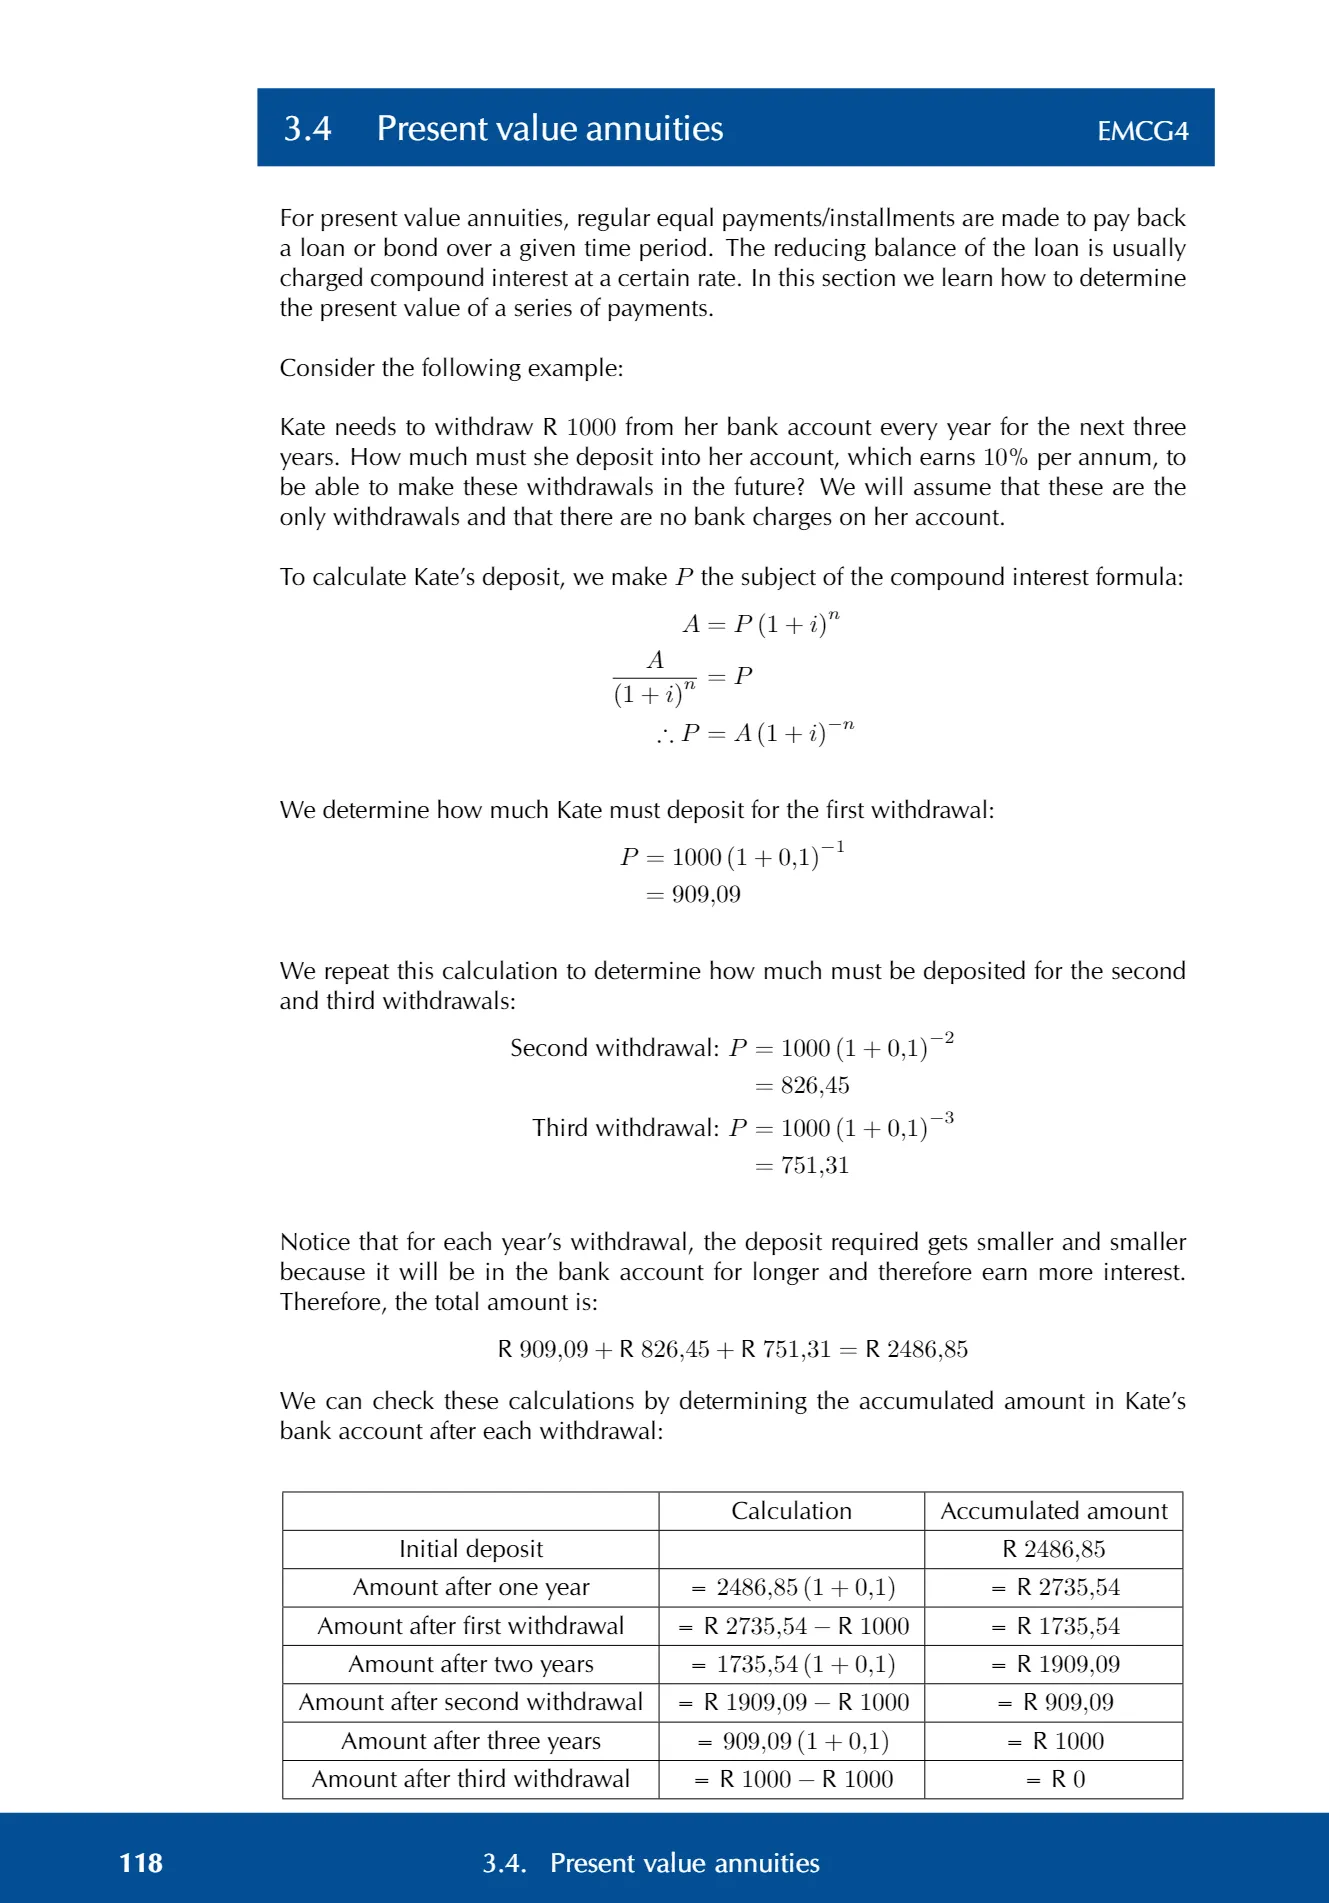 3.4 Present value annuities EMCG4
For present value annuities, regular equal payments/installments are made to pay back
a loan or bond over a given time period. The reducing balance of the loan is usually
charged compound interest at a certain rate. In this section we learn how to determine
the present value of a series of payments.
Consider the following example:
Kate needs to withdraw R 1000 from her bank account every year for the next three
years. How much must she deposit into her account, which earns 10% per annum, to
be able to make these withdrawals in the future? We will assume that these are the
only withdrawals and that there are no bank charges on her account.
To calculate Kate’s deposit, we make P the subject of the compound interest formula:
A = P (1 + i)^n
A / (1 + i)^n = P
∴ P = A (1 + i)^−n
We determine how much Kate must deposit for the first withdrawal:
P = 1000 (1 + 0,1)^−1
= 909,09
We repeat this calculation to determine how much must be deposited for the second
and third withdrawals:
Second withdrawal: P = 1000 (1 + 0,1)^−2
= 826,45
Third withdrawal: P = 1000 (1 + 0,1)^−3
= 751,31
Notice that for each year’s withdrawal, the deposit required gets smaller and smaller
because it will be in the bank account for longer and therefore earn more interest.
Therefore, the total amount is:
R 909,09 + R 826,45 + R 751,31 = R 2486,85
We can check these calculations by determining the accumulated amount in Kate’s
bank account after each withdrawal:
Calculation Accumulated amount
Initial deposit R 2486,85
Amount after one year = 2486,85 (1 + 0,1) = R 2735,54
Amount after first withdrawal = R 2735,54 − R 1000 = R 1735,54
Amount after two years = 1735,54 (1 + 0,1) = R 1909,09
Amount after second withdrawal = R 1909,09 − R 1000 = R 909,09
Amount after three years = 909,09 (1 + 0,1) = R 1000
Amount after third withdrawal = R 1000 − R 1000 = R 0
118 3.4. Present value annuities